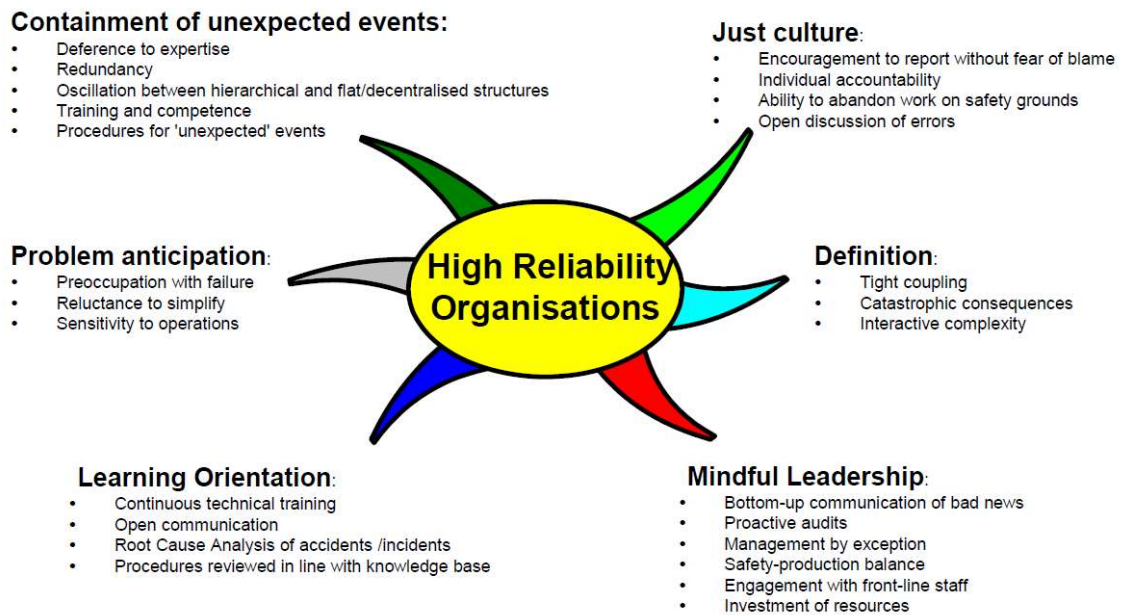 Containment of unexpected events:
• Deference to expertise
• Redundancy
• Oscillation between hierarchical and flat/decentralised structures
• Training and competence
• Procedures for 'unexpected' events
Just culture:
• Encouragement to report without fear of blame
• Individual accountability
• Ability to abandon work on safety grounds
• Open discussion of errors
High Reliability
Organisations
Problem anticipation:
• Preoccupation with failure
• Reluctance to simplify
• Sensitivity to operations
Definition:
• Tight coupling
• Catastrophic consequences
• Interactive complexity
Learning Orientation:
• Continuous technical training
• Open communication
• Root Cause Analysis of accidents /incidents
• Procedures reviewed in line with knowledge base
Mindful Leadership:
• Bottom-up communication of bad news
• Proactive audits
• Management by exception
• Safety-production balance
• Engagement with front-line staff
• Investment of resources